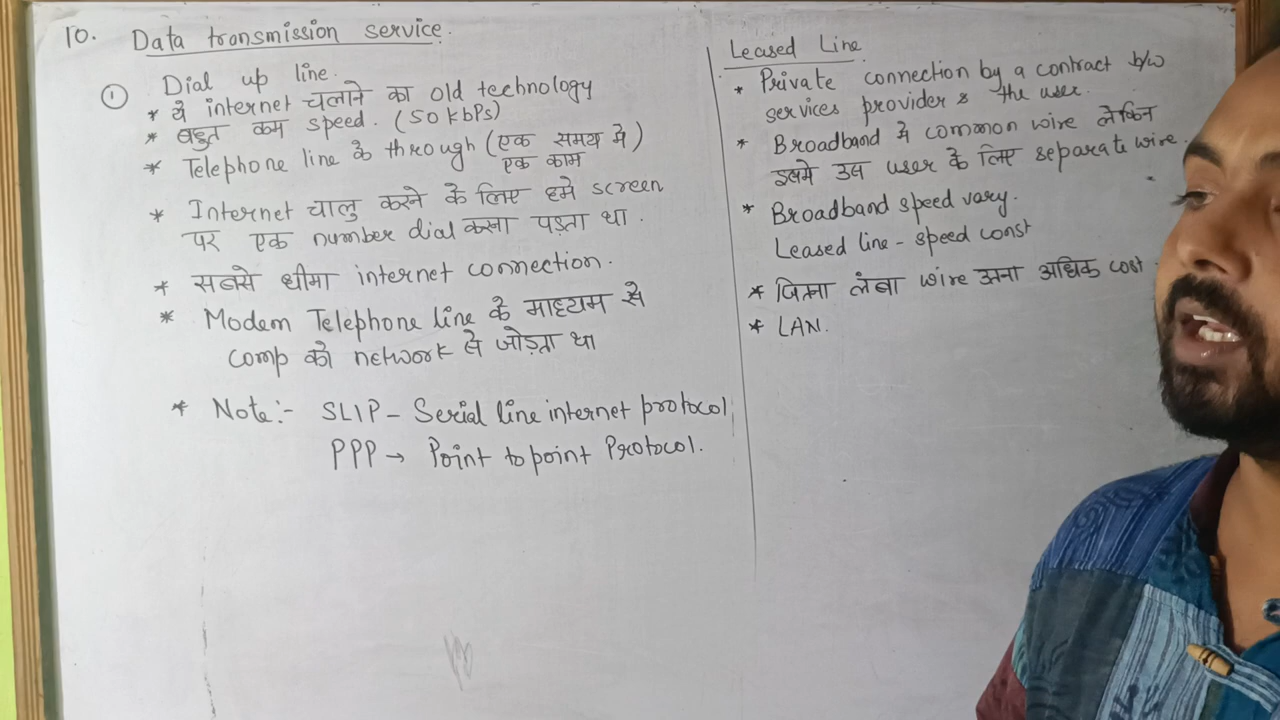 10. Data transmission service.
① Dial up line.
* ये internet चलाने का old technology
* बहुत कम speed. (50 kbPs)
* Telephone line के through (एक समय मे)
एक काम
* Internet चालु करने के लिए हमे screen
पर एक number dial करना पड़ता था.
* सबसे धीमा internet connection.
* Modem Telephone line के माध्यम से
comp को network से जोड़ता था
* Note:- SLIP - Serial line internet protocol
PPP → Point to point Protocol.
Leased Line
* Private connection by a contract b/w
services provider & the user.
* Broadband मे common wire लेकिन
इसमे उस user के लिए separate wire.
* Broadband speed vary.
Leased line - speed const
* जितना लंबा wire उतना अधिक cost.
* LAN.